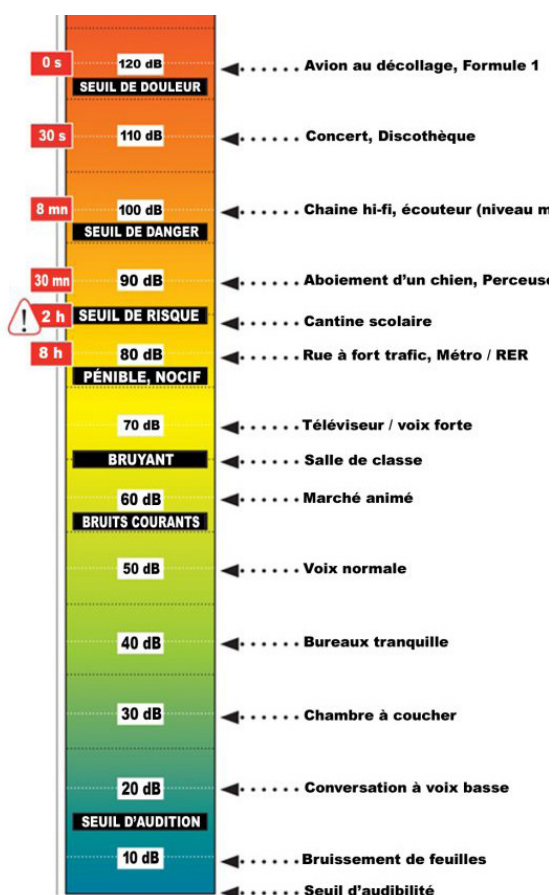 0 s 120 dB Avion au décollage, Formule 1
SEUIL DE DOULEUR
30 s 110 dB Concert, Discothèque
8 mn 100 dB Chaine hi-fi, écouteur (niveau m
SEUIL DE DANGER
30 mn 90 dB Aboiement d'un chien, Perceuse
! 2 h SEUIL DE RISQUE Cantine scolaire
8 h 80 dB Rue à fort trafic, Métro / RER
PÉNIBLE, NOCIF
70 dB Téléviseur / voix forte
BRUYANT Salle de classe
60 dB Marché animé
BRUITS COURANTS
50 dB Voix normale
40 dB Bureaux tranquille
30 dB Chambre à coucher
20 dB Conversation à voix basse
SEUIL D'AUDITION
10 dB Bruissement de feuilles
Seuil d'audibilité